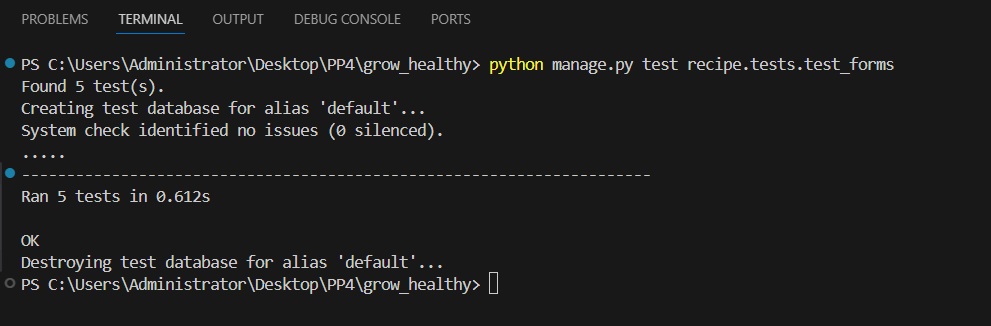 PROBLEMS TERMINAL OUTPUT DEBUG CONSOLE PORTS
PS C:\Users\Administrator\Desktop\PP4\grow_healthy> python manage.py test recipe.tests.test_forms
Found 5 test(s).
Creating test database for alias 'default'...
System check identified no issues (0 silenced).
.....
----------------------------------------------------------------------
Ran 5 tests in 0.612s

OK
Destroying test database for alias 'default'...
PS C:\Users\Administrator\Desktop\PP4\grow_healthy>